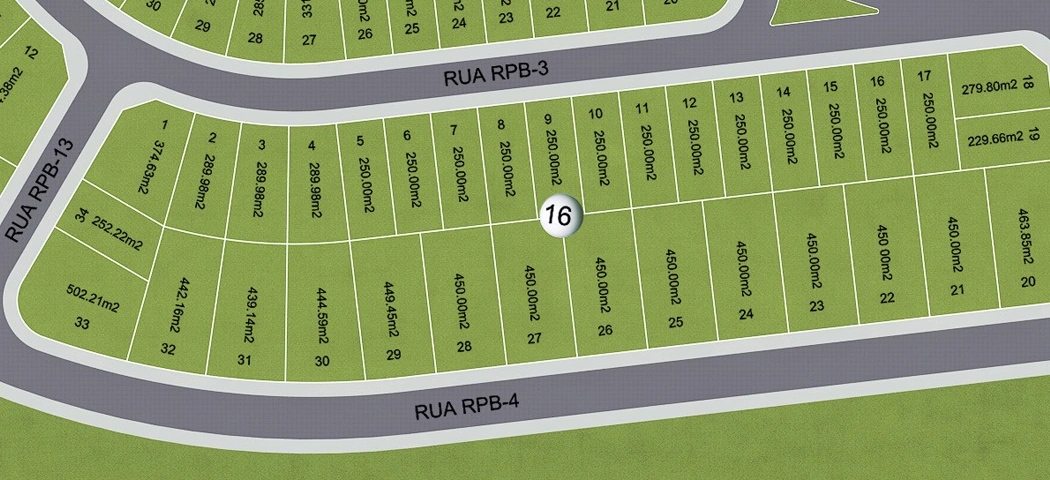 30
29
28
27
26
25
24
23
22
21
12
RUA RPB-3
RUA RPB-13
RUA RPB-4
16
1
374.63m2
2
289.98m2
3
289.98m2
4
289.98m2
5
250.00m2
6
250.00m2
7
250.00m2
8
250.00m2
9
250.00m2
10
250.00m2
11
250.00m2
12
250.00m2
13
250.00m2
14
250.00m2
15
250.00m2
16
250.00m2
17
250.00m2
279.80m2 18
229.66m2 19
34 252.22m2
502.21m2
33
442.16m2
32
439.14m2
31
444.59m2
30
449.45m2
29
450.00m2
28
450.00m2
27
450.00m2
26
450.00m2
25
450.00m2
24
450.00m2
23
450 00m2
22
450.00m2
21
463.85m2
20